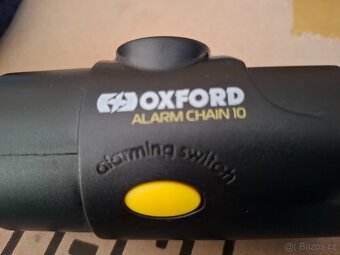 OXFORD
ALARM CHAIN 10
alarming switch
© Bazos.cz